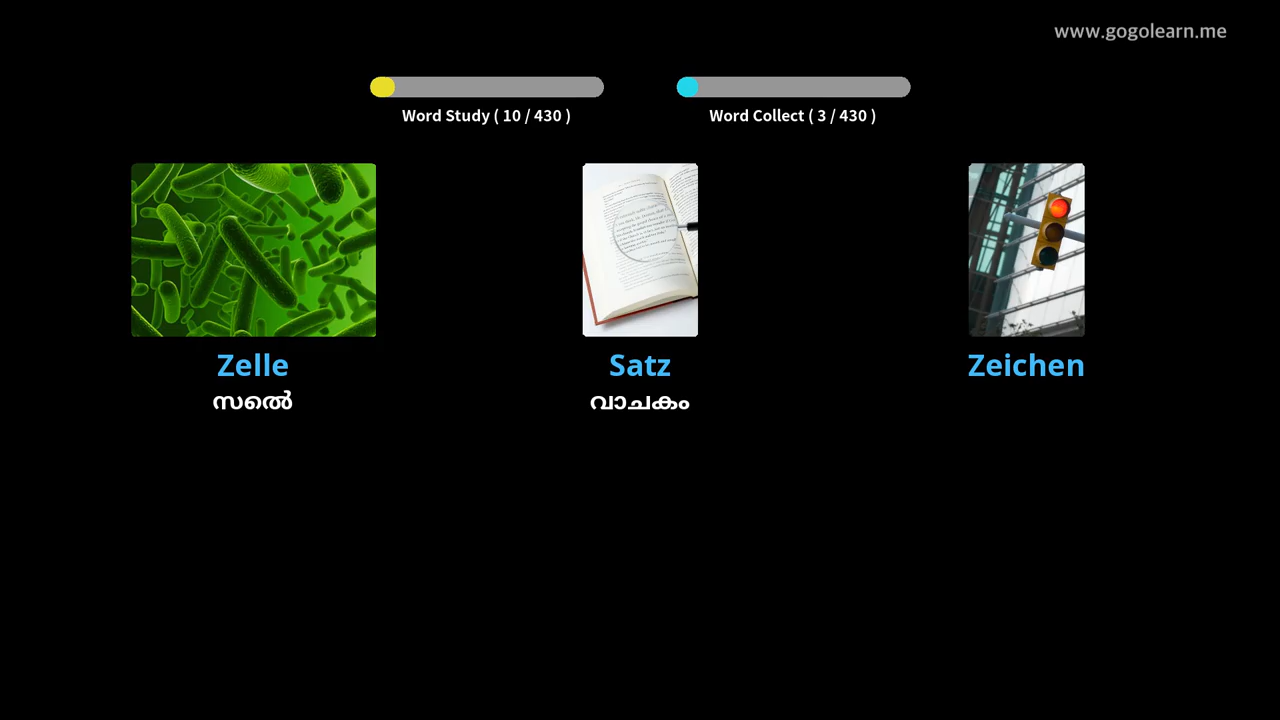 www.gogolearn.me
Word Study ( 10 / 430 )
Word Collect ( 3 / 430 )
Zelle
Satz
Zeichen
സെൽ
വാചകം